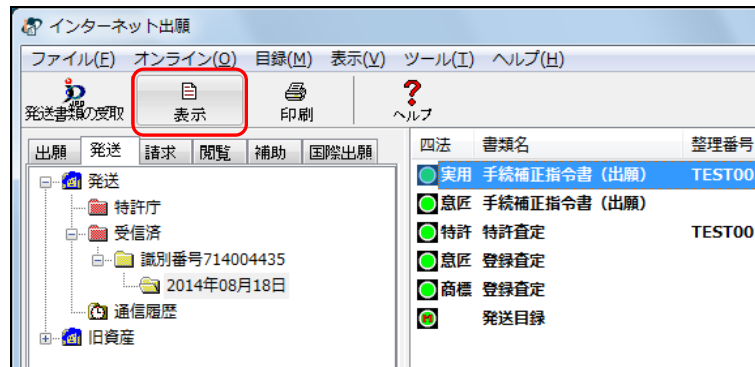 インターネット出願
ファイル(F) オンライン(O) 目録(M) 表示(V) ツール(T) ヘルプ(H)
発送書類の受取 表示 印刷 ヘルプ
出願 発送 請求 閲覧 補助 国際出願
発送
特許庁
受信済
識別番号714004435
2014年08月18日
通信履歴
旧資産
四法 書類名 整理番号
実用 手続補正指令書（出願） TEST00
意匠 手続補正指令書（出願）
特許 特許査定 TEST00
意匠 登録査定
商標 登録査定
発送目録